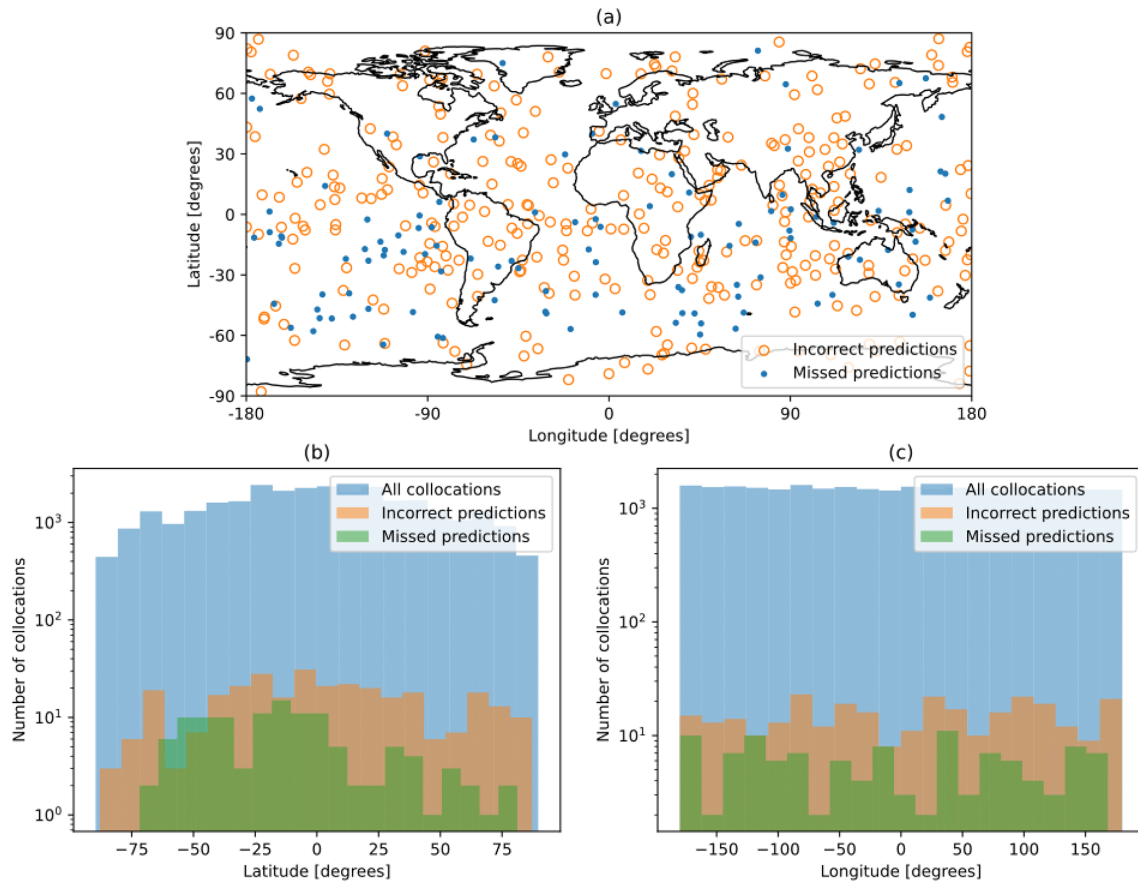 (a)
90
60
30
0
-30
-60
-90
Latitude [degrees]
Incorrect predictions
Missed predictions
-180
-90
0
90
180
Longitude [degrees]
(b)
All collocations
Incorrect predictions
Missed predictions
10³
10²
10¹
10⁰
Number of collocations
−75
−50
−25
0
25
50
75
Latitude [degrees]
(c)
All collocations
Incorrect predictions
Missed predictions
10³
10²
10¹
Number of collocations
−150
−100
−50
0
50
100
150
Longitude [degrees]